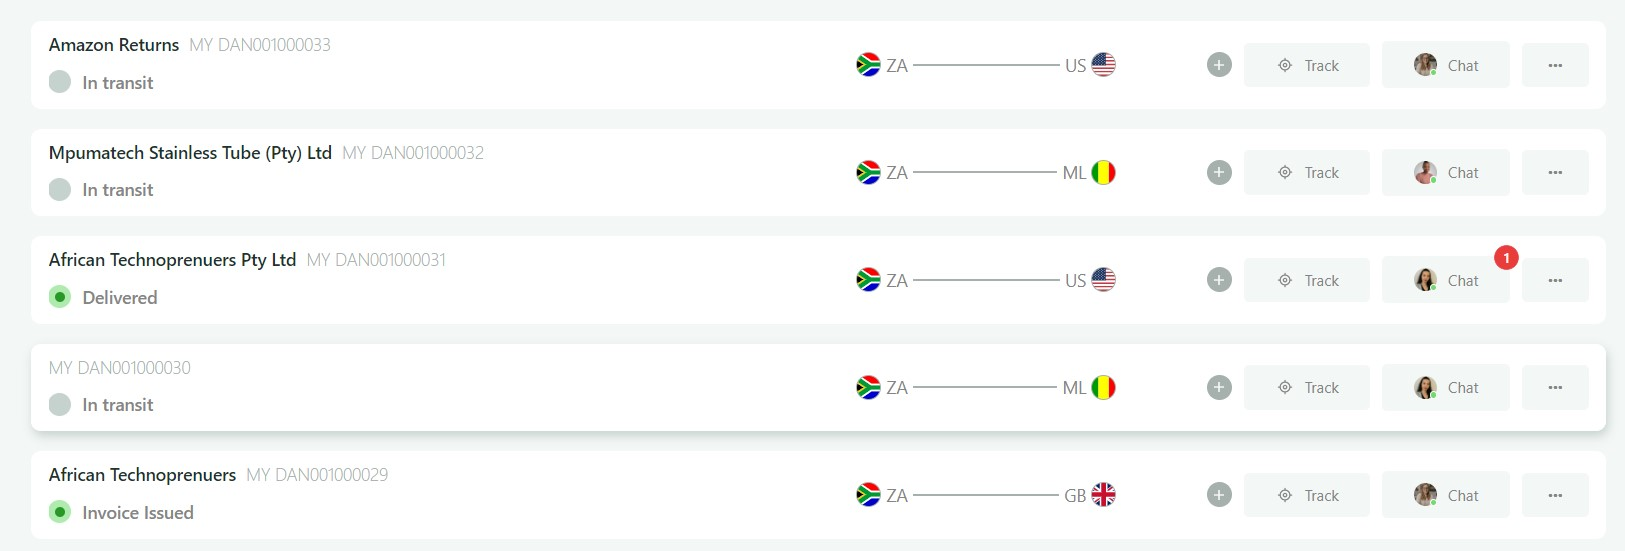 Amazon Returns MY DAN001000033
In transit
ZA US
Track Chat
Mpumatech Stainless Tube (Pty) Ltd MY DAN001000032
In transit
ZA ML
Track Chat
African Technoprenuers Pty Ltd MY DAN001000031
Delivered
ZA US
Track Chat 1
MY DAN001000030
In transit
ZA ML
Track Chat
African Technoprenuers MY DAN001000029
Invoice Issued
ZA GB
Track Chat